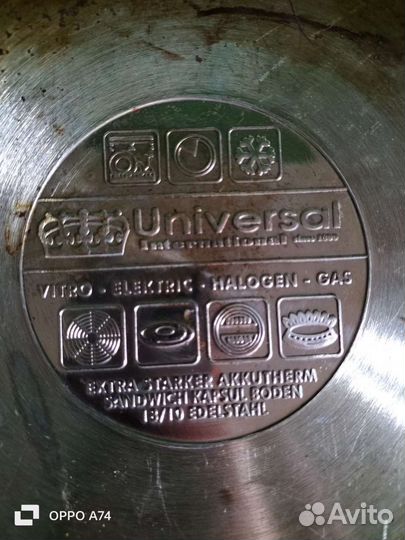 Universal
International
VITRO - ELEKTRIC - HALOGEN - GAS
EXTRA STARKER AKKUTHERM
SANDWICH KAPSUL BODEN
18/10 EDELSTAHL
OPPO A74
Avito